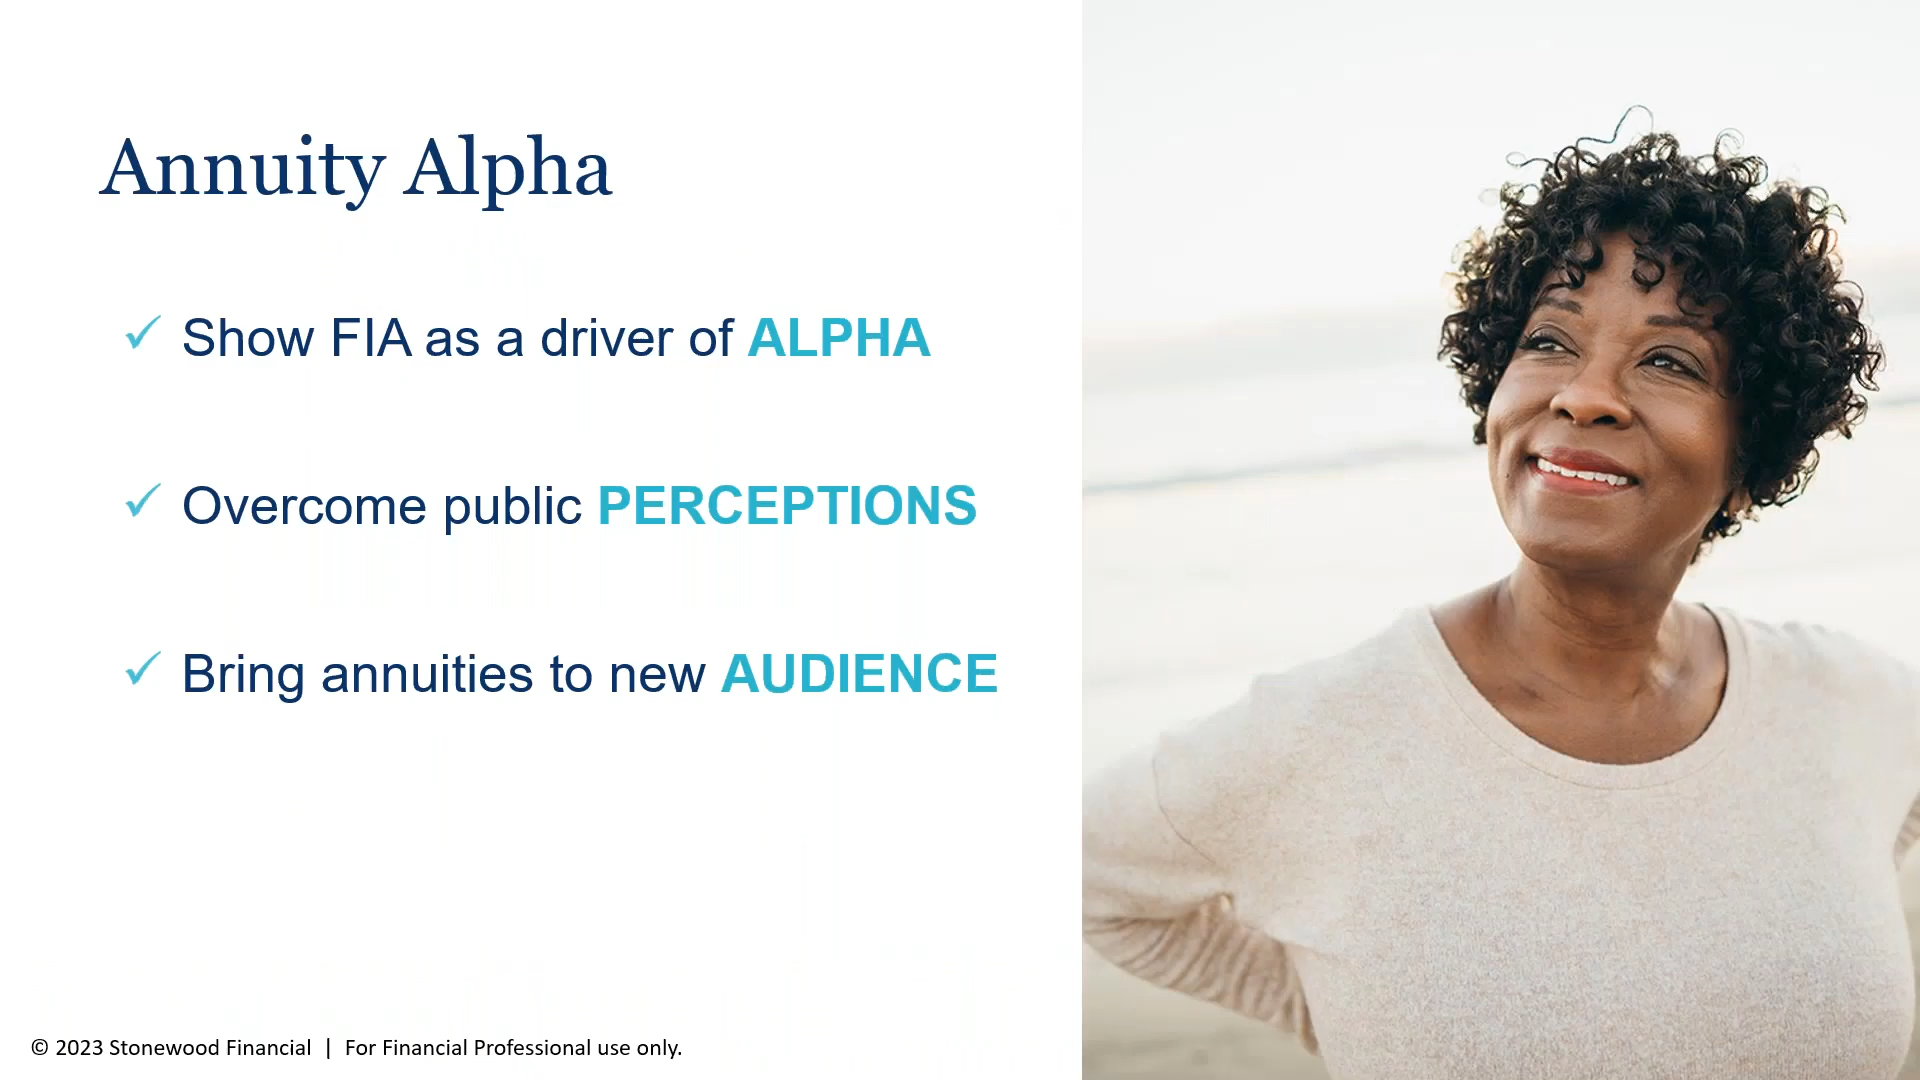 Annuity Alpha
✓ Show FIA as a driver of ALPHA
✓ Overcome public PERCEPTIONS
✓ Bring annuities to new AUDIENCE
© 2023 Stonewood Financial | For Financial Professional use only.